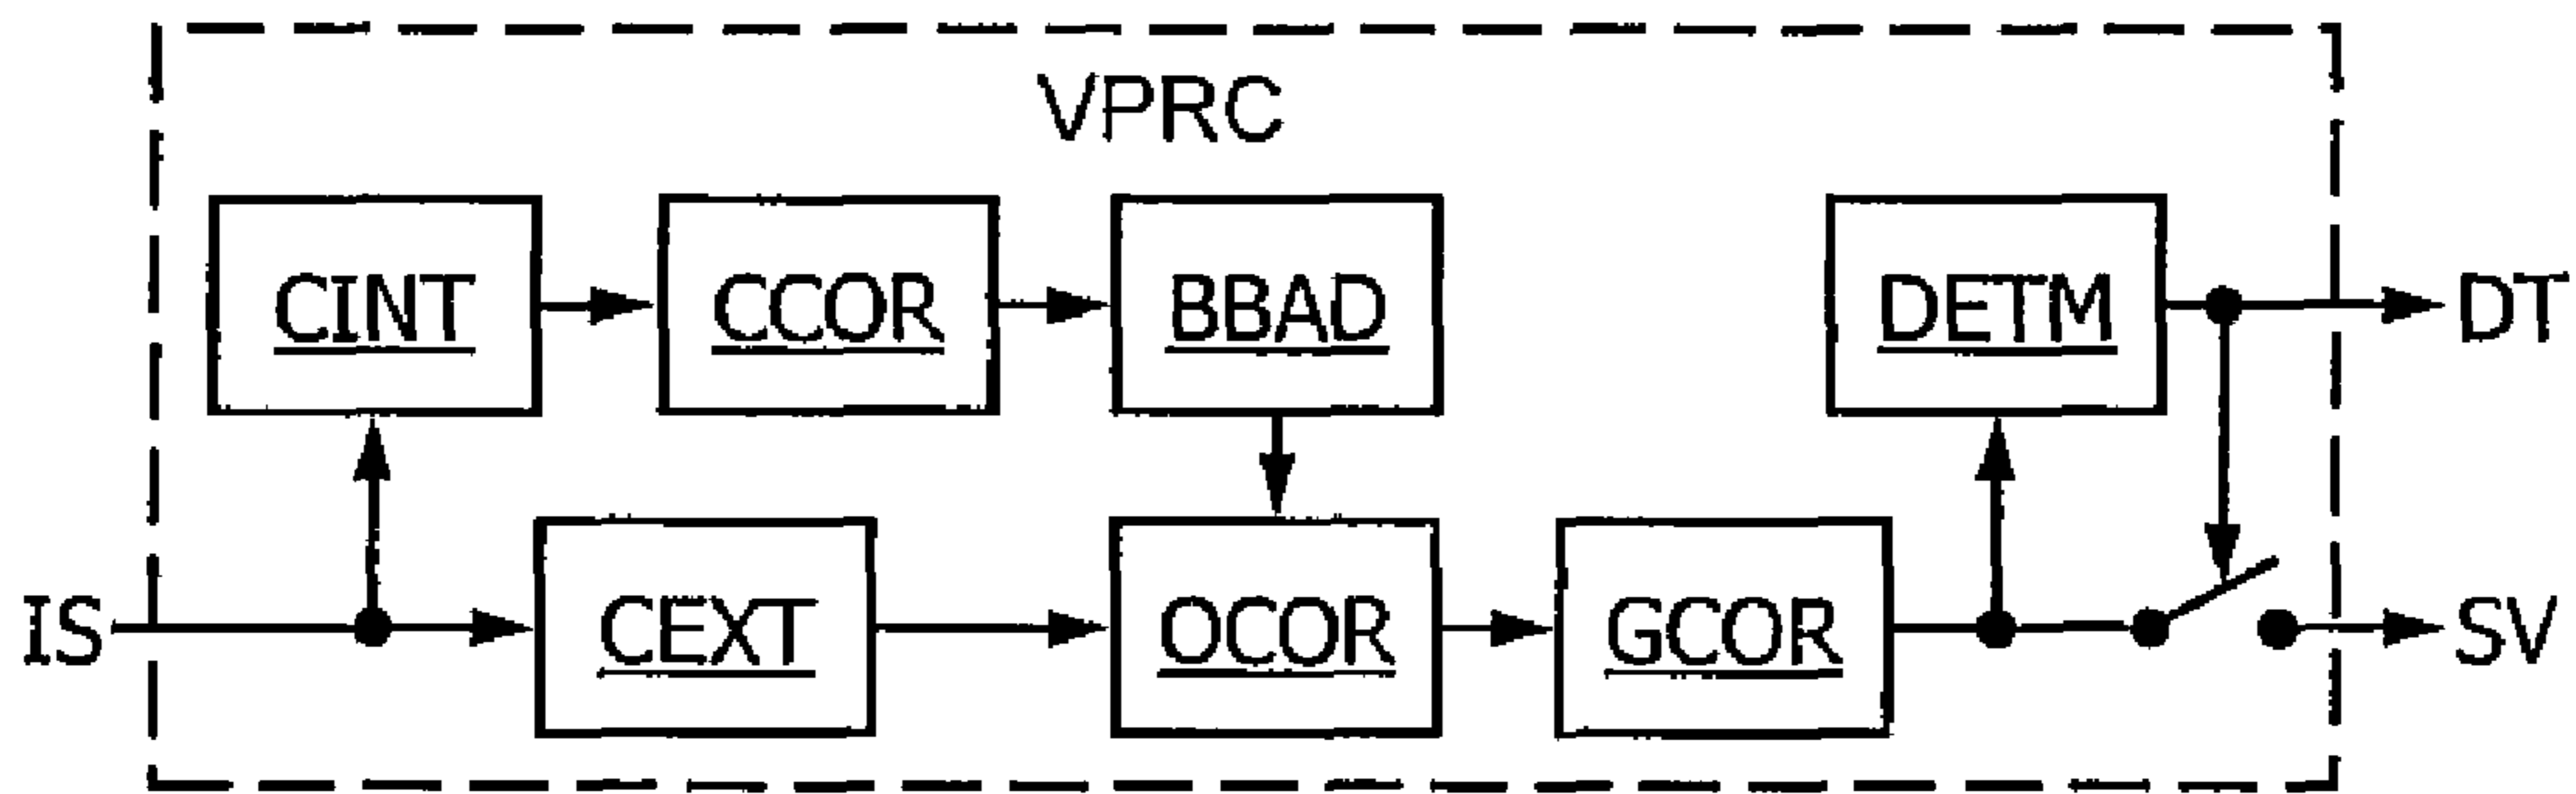 VPRC
CINT CCOR BBAD DETM DT
IS CEXT OCOR GCOR SV